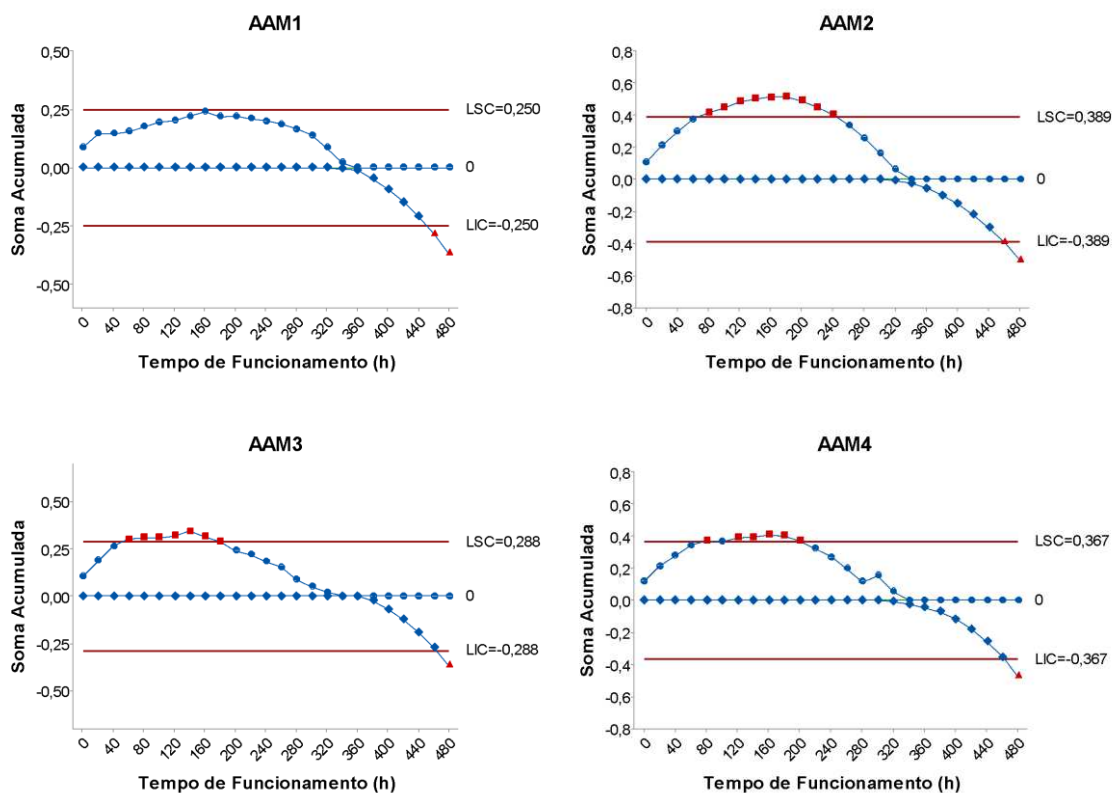 AAM1
Soma Acumulada
0,50
0,25
0,00
-0,25
-0,50
LSC=0,250
0
LIC=-0,250
0 40 80 120 160 200 240 280 320 360 400 440 480
Tempo de Funcionamento (h)
AAM2
Soma Acumulada
0,8
0,6
0,4
0,2
0,0
-0,2
-0,4
-0,6
-0,8
LSC=0,389
0
LIC=-0,389
0 40 80 120 160 200 240 280 320 360 400 440 480
Tempo de Funcionamento (h)
AAM3
Soma Acumulada
0,50
0,25
0,00
-0,25
-0,50
LSC=0,288
0
LIC=-0,288
0 40 80 120 160 200 240 280 320 360 400 440 480
Tempo de Funcionamento (h)
AAM4
Soma Acumulada
0,8
0,6
0,4
0,2
0,0
-0,2
-0,4
-0,6
-0,8
LSC=0,367
0
LIC=-0,367
0 40 80 120 160 200 240 280 320 360 400 440 480
Tempo de Funcionamento (h)